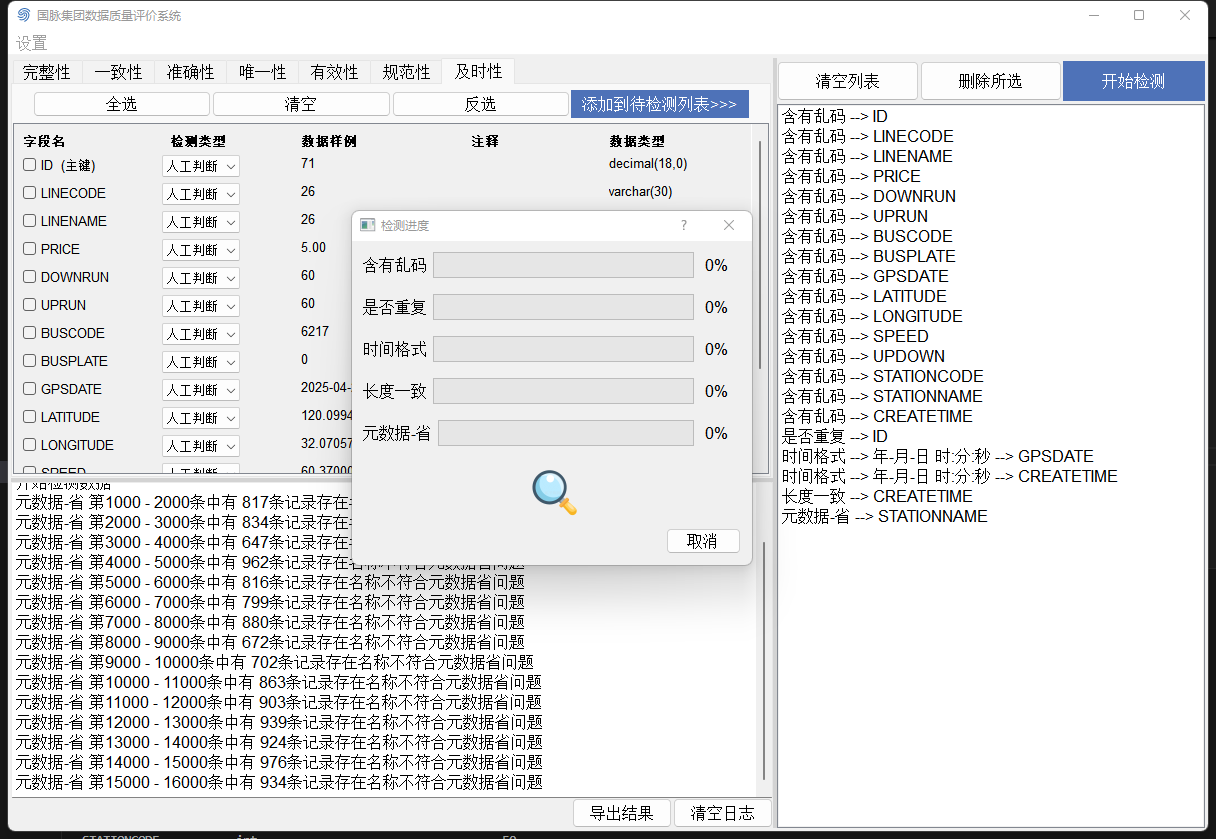 国脉集团数据质量评价系统
设置
完整性 一致性 准确性 唯一性 有效性 规范性 及时性
全选 清空 反选 添加到待检测列表>>>
字段名 检测类型 数据样例 注释 数据类型
ID (主键) 人工判断 71 decimal(18,0)
LINECODE 人工判断 26 varchar(30)
LINENAME 人工判断 26
PRICE 人工判断 5.00
DOWNRUN 人工判断 60
UPRUN 人工判断 60
BUSCODE 人工判断 6217
BUSPLATE 人工判断 0
GPSDATE 人工判断 2025-04-
LATITUDE 人工判断 120.0994
LONGITUDE 人工判断 32.07057
SPEED 人工判断 60.37000
检测进度 ?
含有乱码 0%
是否重复 0%
时间格式 0%
长度一致 0%
元数据-省 0%
取消
开始检测数据
元数据-省 第1000 - 2000条中有 817条记录存在
元数据-省 第2000 - 3000条中有 834条记录存在
元数据-省 第3000 - 4000条中有 647条记录存在
元数据-省 第4000 - 5000条中有 962条记录存在名称不符合元数据省问题
元数据-省 第5000 - 6000条中有 816条记录存在名称不符合元数据省问题
元数据-省 第6000 - 7000条中有 799条记录存在名称不符合元数据省问题
元数据-省 第7000 - 8000条中有 880条记录存在名称不符合元数据省问题
元数据-省 第8000 - 9000条中有 672条记录存在名称不符合元数据省问题
元数据-省 第9000 - 10000条中有 702条记录存在名称不符合元数据省问题
元数据-省 第10000 - 11000条中有 863条记录存在名称不符合元数据省问题
元数据-省 第11000 - 12000条中有 903条记录存在名称不符合元数据省问题
元数据-省 第12000 - 13000条中有 939条记录存在名称不符合元数据省问题
元数据-省 第13000 - 14000条中有 924条记录存在名称不符合元数据省问题
元数据-省 第14000 - 15000条中有 976条记录存在名称不符合元数据省问题
元数据-省 第15000 - 16000条中有 934条记录存在名称不符合元数据省问题
导出结果 清空日志
清空列表 删除所选 开始检测
含有乱码 --> ID
含有乱码 --> LINECODE
含有乱码 --> LINENAME
含有乱码 --> PRICE
含有乱码 --> DOWNRUN
含有乱码 --> UPRUN
含有乱码 --> BUSCODE
含有乱码 --> BUSPLATE
含有乱码 --> GPSDATE
含有乱码 --> LATITUDE
含有乱码 --> LONGITUDE
含有乱码 --> SPEED
含有乱码 --> UPDOWN
含有乱码 --> STATIONCODE
含有乱码 --> STATIONNAME
含有乱码 --> CREATETIME
是否重复 --> ID
时间格式 --> 年-月-日 时:分:秒 --> GPSDATE
时间格式 --> 年-月-日 时:分:秒 --> CREATETIME
长度一致 --> CREATETIME
元数据-省 --> STATIONNAME